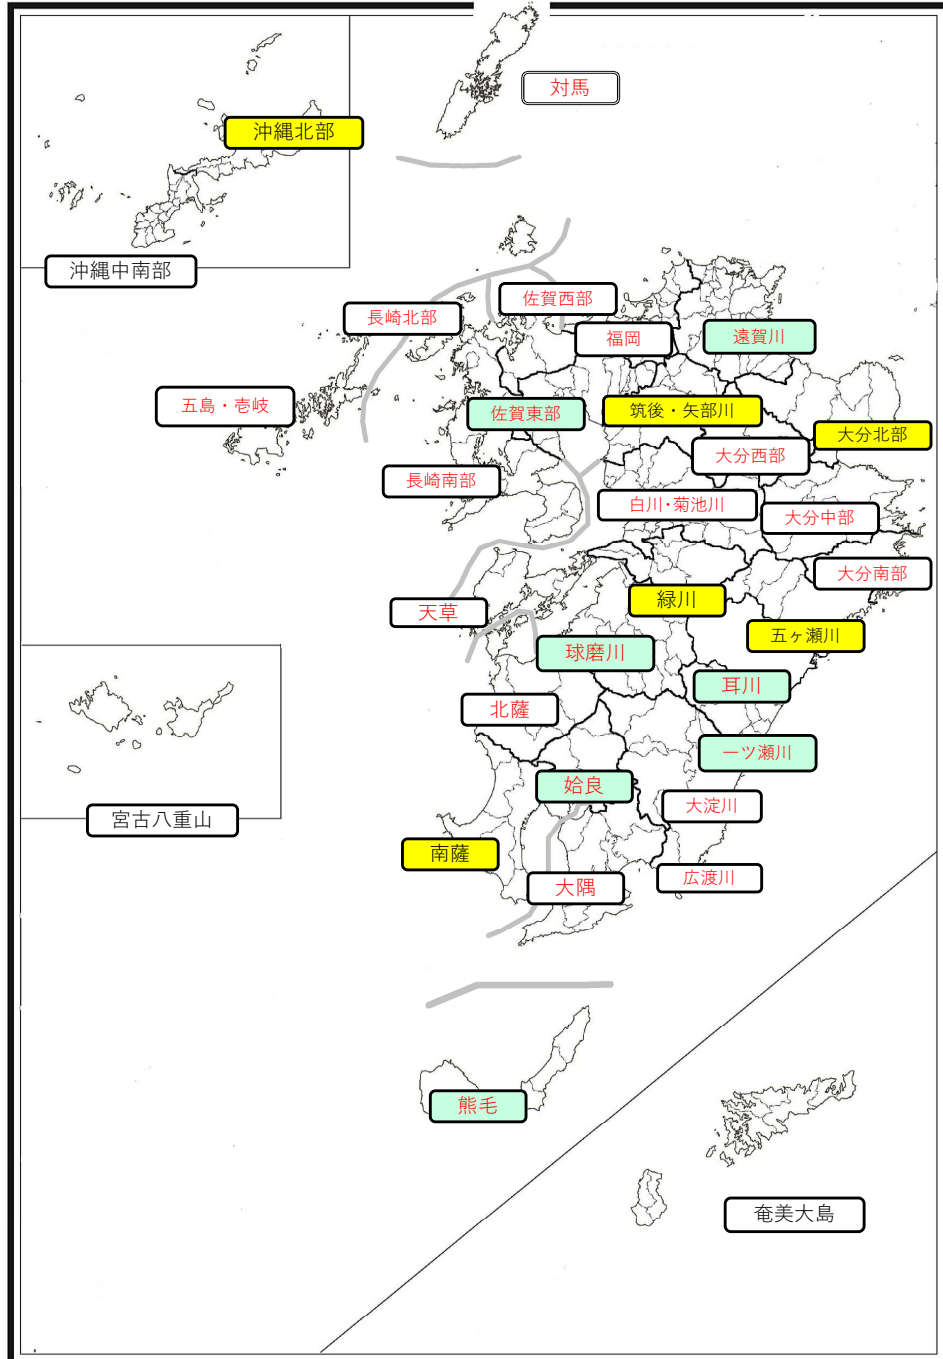 対馬
沖縄北部
沖縄中南部
佐賀西部
長崎北部
福岡
遠賀川
五島・壱岐
佐賀東部
筑後・矢部川
大分北部
大分西部
長崎南部
白川・菊池川
大分中部
大分南部
緑川
天草
五ヶ瀬川
球磨川
耳川
北薩
一ツ瀬川
姶良
大淀川
宮古八重山
南薩
広渡川
大隅
熊毛
奄美大島